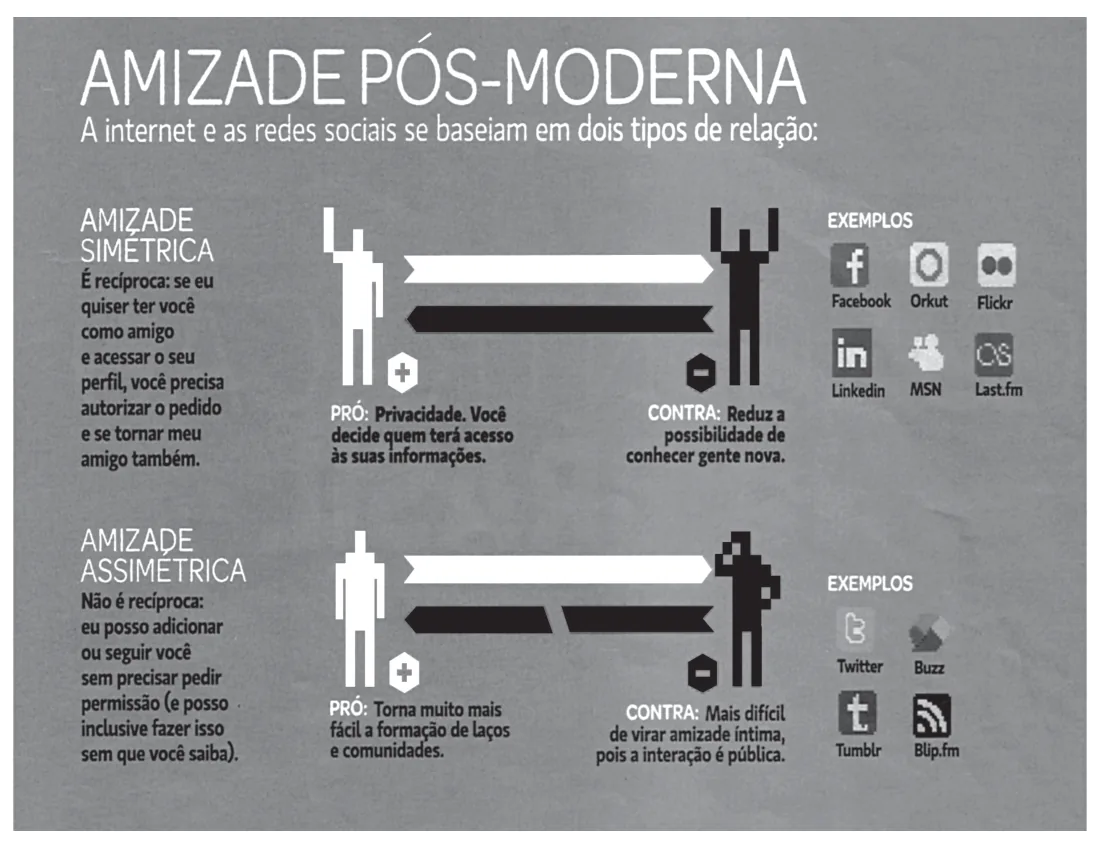 AMIZADE PÓS-MODERNA
A internet e as redes sociais se baseiam em dois tipos de relação:
AMIZADE
SIMÉTRICA
É recíproca: se eu
quiser ter você
como amigo
e acessar o seu
perfil, você precisa
autorizar o pedido
e se tornar meu
amigo também.
PRÓ: Privacidade. Você
decide quem terá acesso
às suas informações.
CONTRA: Reduz a
possibilidade de
conhecer gente nova.
EXEMPLOS
Facebook Orkut Flickr
in
Linkedin MSN Last.fm
AMIZADE
ASSIMÉTRICA
Não é recíproca:
eu posso adicionar
ou seguir você
sem precisar pedir
permissão (e posso
inclusive fazer isso
sem que você saiba).
PRÓ: Torna muito mais
fácil a formação de laços
e comunidades.
CONTRA: Mais difícil
de virar amizade íntima,
pois a interação é pública.
EXEMPLOS
Twitter Buzz
Tumblr Blip.fm